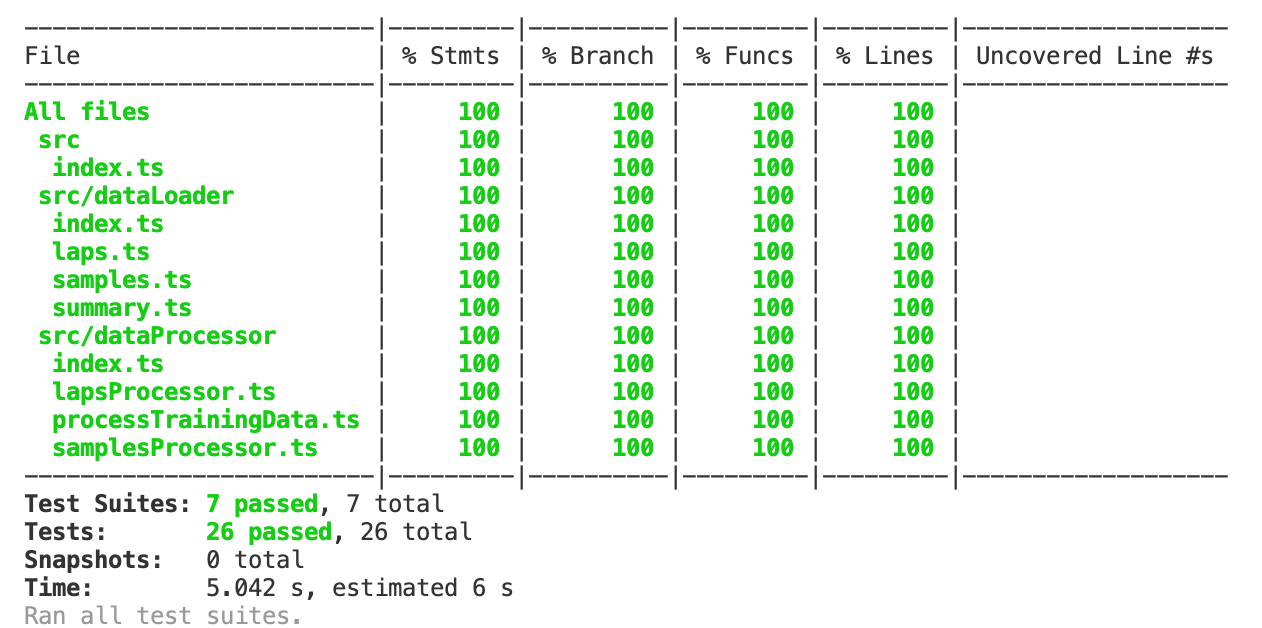 ---------------------------|---------|----------|---------|---------|-------------------
File                       | % Stmts | % Branch | % Funcs | % Lines | Uncovered Line #s
---------------------------|---------|----------|---------|---------|-------------------
All files                  |     100 |      100 |     100 |     100 |
 src                       |     100 |      100 |     100 |     100 |
  index.ts                 |     100 |      100 |     100 |     100 |
 src/dataLoader            |     100 |      100 |     100 |     100 |
  index.ts                 |     100 |      100 |     100 |     100 |
  laps.ts                  |     100 |      100 |     100 |     100 |
  samples.ts               |     100 |      100 |     100 |     100 |
  summary.ts               |     100 |      100 |     100 |     100 |
 src/dataProcessor         |     100 |      100 |     100 |     100 |
  index.ts                 |     100 |      100 |     100 |     100 |
  lapsProcessor.ts         |     100 |      100 |     100 |     100 |
  processTrainingData.ts   |     100 |      100 |     100 |     100 |
  samplesProcessor.ts      |     100 |      100 |     100 |     100 |
---------------------------|---------|----------|---------|---------|-------------------
Test Suites: 7 passed, 7 total
Tests:       26 passed, 26 total
Snapshots:   0 total
Time:        5.042 s, estimated 6 s
Ran all test suites.